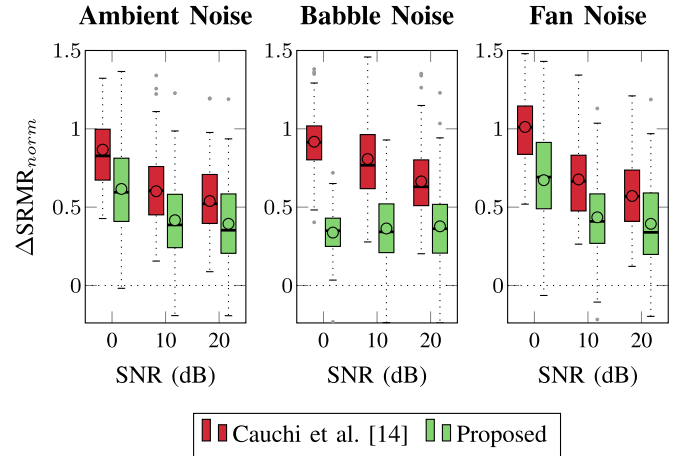 Ambient Noise
Babble Noise
Fan Noise
ΔSRMR_norm
1.5
1
0.5
0
0 10 20
SNR (dB)
1.5
1
0.5
0
0 10 20
SNR (dB)
1.5
1
0.5
0
0 10 20
SNR (dB)
Cauchi et al. [14] Proposed